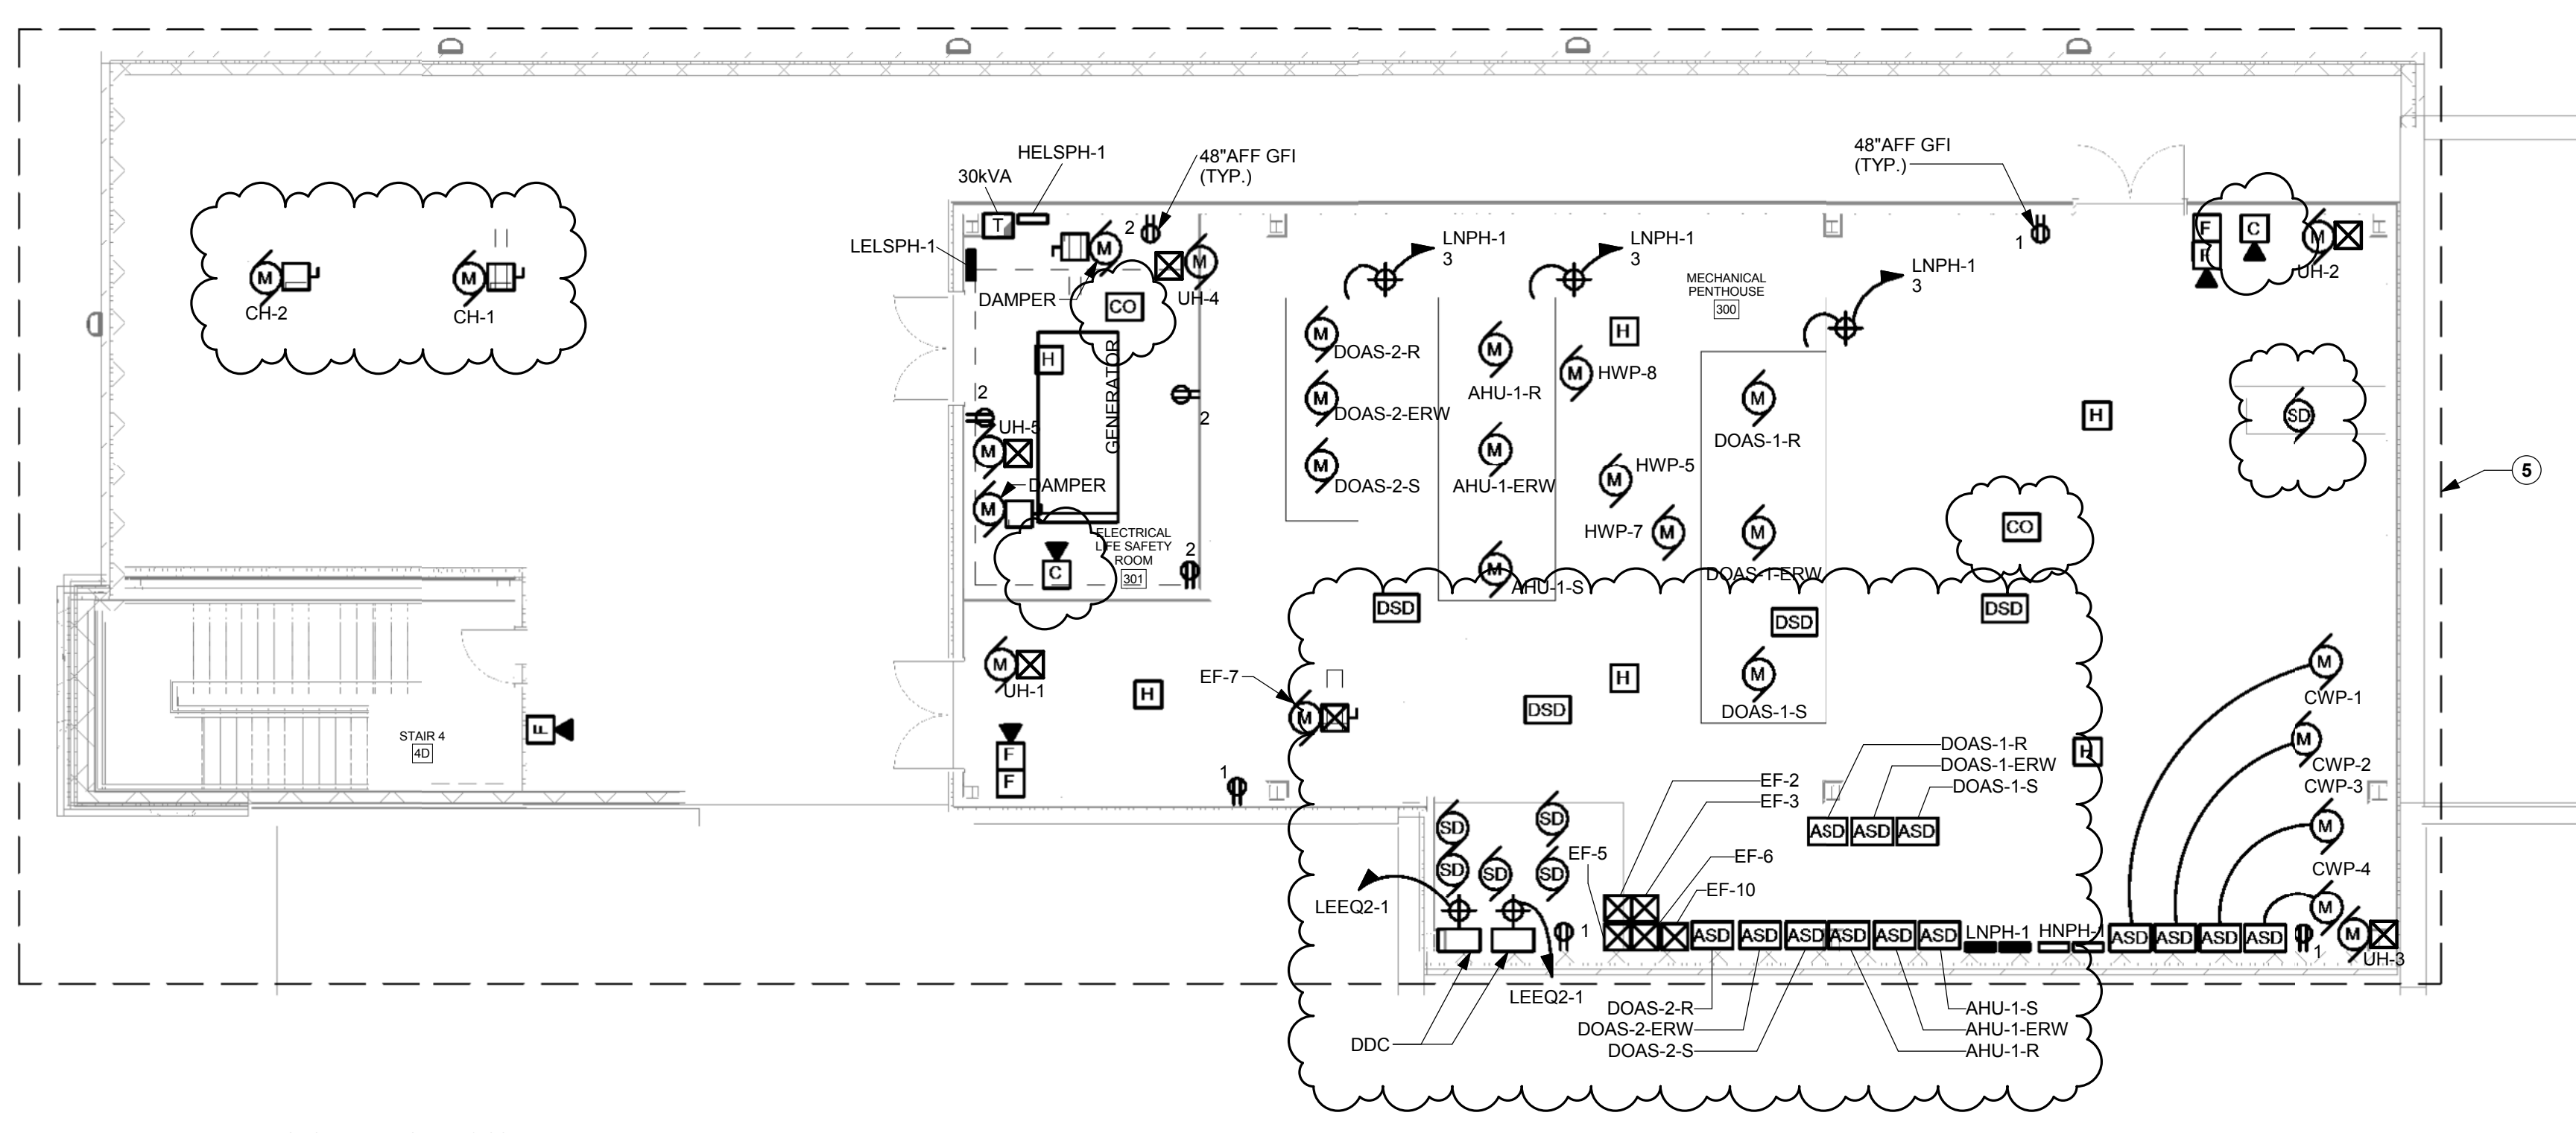 D
D
D
D
D
HELSPH-1
30kVA
T
48"AFF GFI
(TYP.)
48"AFF GFI
(TYP.)
LELSPH-1
2
M
M
DAMPER
CO
UH-4
LNPH-1
3
LNPH-1
3
LNPH-1
3
MECHANICAL
PENTHOUSE
300
1
F
F
C
M
UH-2
M
CH-2
M
CH-1
H
GENERATOR
2
2
UH-5
M
DAMPER
M
C
ELECTRICAL
LIFE SAFETY
ROOM
301
2
M
DOAS-2-R
M
DOAS-2-ERW
M
DOAS-2-S
M
AHU-1-R
M
AHU-1-ERW
M
AHU-1-S
H
M
HWP-8
M
HWP-5
HWP-7
M
M
DOAS-1-R
M
DOAS-1-ERW
M
DOAS-1-S
H
SD
5
CO
DSD
DSD
DSD
DSD
H
STAIR 4
4D
F
M
UH-1
H
F
F
EF-7
M
1
H
M
CWP-1
M
CWP-2
CWP-3
M
CWP-4
M
DOAS-1-R
DOAS-1-ERW
DOAS-1-S
ASD
ASD
ASD
EF-2
EF-3
EF-5
EF-6
EF-10
SD
SD
SD
SD
SD
LEEQ2-1
LEEQ2-1
1
ASD
ASD
ASD
ASD
ASD
ASD
LNPH-1
HNPH-1
ASD
ASD
ASD
ASD
1
M
UH-3
DDC
DOAS-2-R
DOAS-2-ERW
DOAS-2-S
AHU-1-S
AHU-1-ERW
AHU-1-R